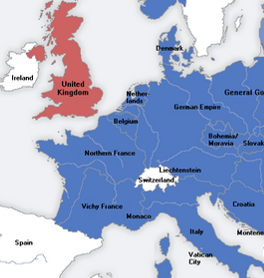 Denmark
Ireland
United
Kingdom
Nether-
lands
General Go
German Empire
Belgium
Bohemia/
Moravia
Slovak
Northern France
Liechtenstein
Switzerland
Vichy France
Croatia
Monaco
Italy
Montene
Spain
Vatican
City